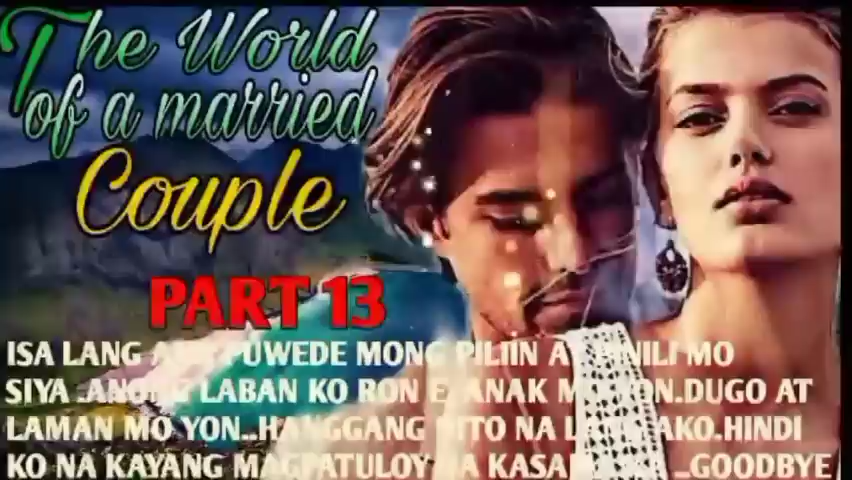 The World
of a married
Couple
PART 13
ISA LANG ANG PUWEDE MONG PILIIN AT PINILI MO
SIYA .ANONG LABAN KO RON E ANAK MO YON.DUGO AT
LAMAN MO YON..HANGGANG DITO NA LANG AKO.HINDI
KO NA KAYANG MAGPATULOY NA KASAMA KA ..GOODBYE